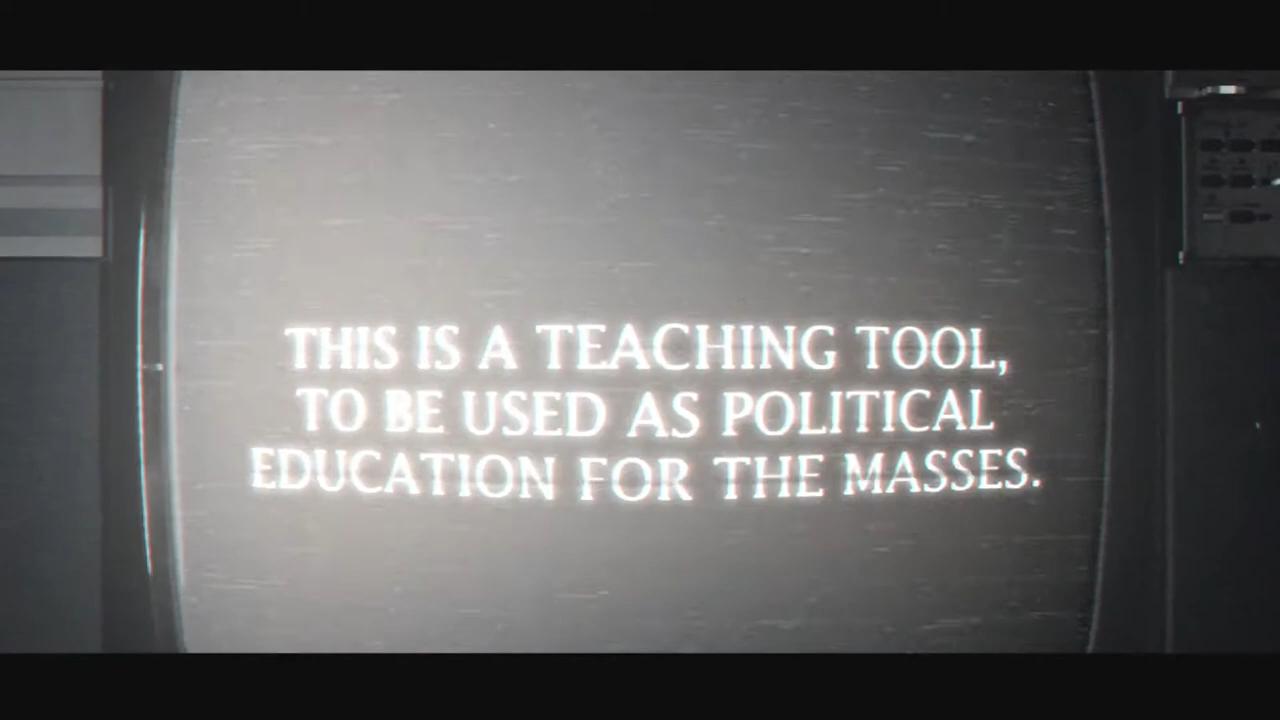 THIS IS A TEACHING TOOL,
TO BE USED AS POLITICAL
EDUCATION FOR THE MASSES.